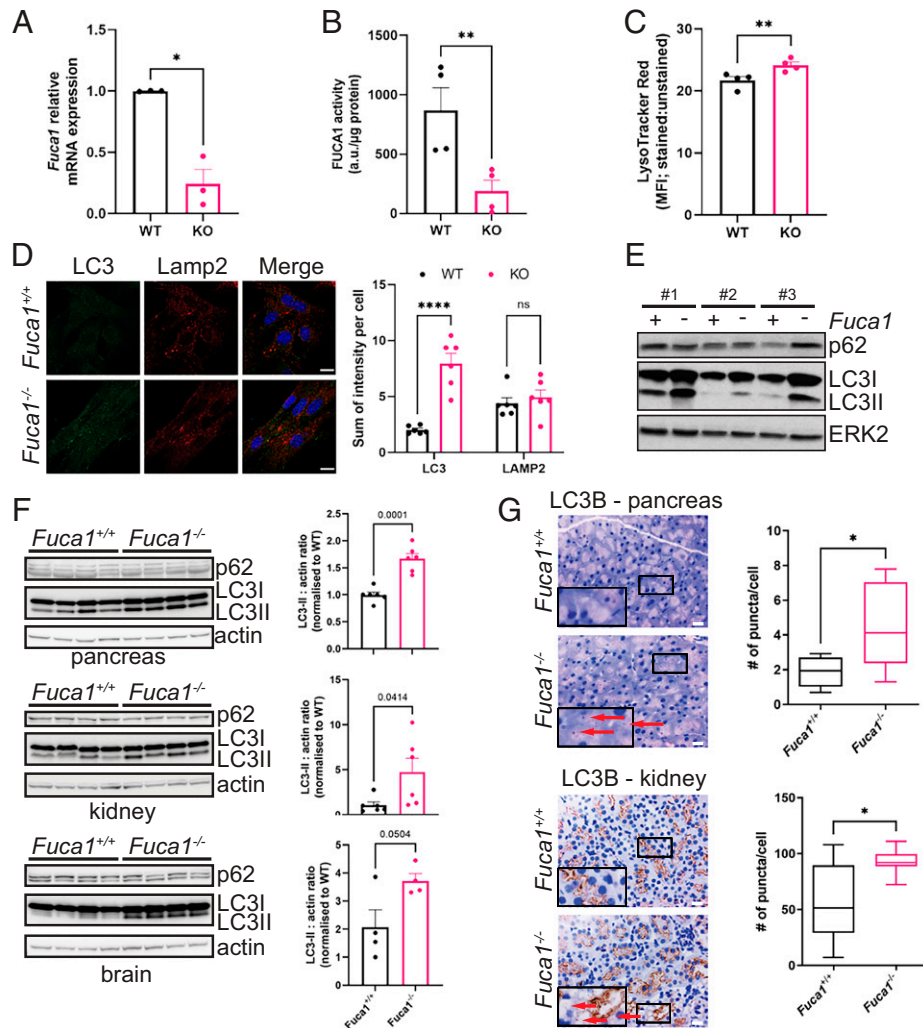 A
Fuca1 relative
mRNA expression
1.5
1.0
0.5
0.0
*
WT
KO
B
FUCA1 activity
(a.u./µg protein)
1500
1000
500
0
**
WT
KO
C
LysoTracker Red
(MFI; stained:unstained)
30
20
10
0
**
WT
KO
D
LC3
Lamp2
Merge
Fuca1+/+
Fuca1-/-
WT
KO
Sum of intensity per cell
15
10
5
0
****
ns
LC3
LAMP2
E
#1
#2
#3
+ - + - + -
Fuca1
p62
LC3I
LC3II
ERK2
F
Fuca1+/+
Fuca1-/-
p62
LC3I
LC3II
actin
pancreas
LC3-II : actin ratio
(normalised to WT)
2.5
2.0
1.5
1.0
0.5
0.0
0.0001
Fuca1+/+
Fuca1-/-
p62
LC3I
LC3II
actin
kidney
LC3-II : actin ratio
(normalised to WT)
15
10
5
0
0.0414
Fuca1+/+
Fuca1-/-
p62
LC3I
LC3II
actin
brain
LC3-II : actin ratio
(normalised to WT)
6
4
2
0
0.0504
Fuca1+/+
Fuca1-/-
G
LC3B - pancreas
Fuca1+/+
Fuca1-/-
# of puncta/cell
10
8
6
4
2
0
*
Fuca1+/+
Fuca1-/-
LC3B - kidney
Fuca1+/+
Fuca1-/-
# of puncta/cell
150
100
50
0
*
Fuca1+/+
Fuca1-/-